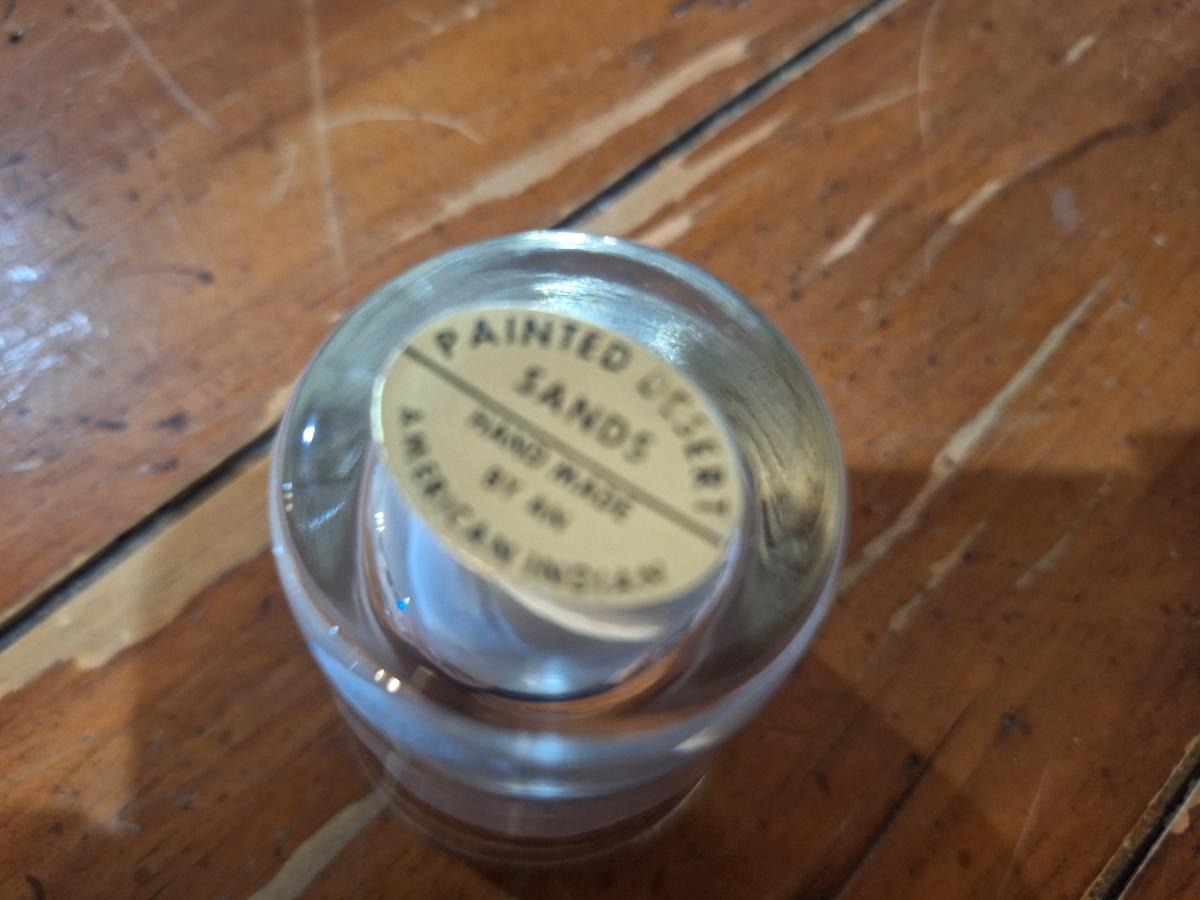 PAINTED DESERT
SANDS
HAND MADE
BY AN
AMERICAN INDIAN